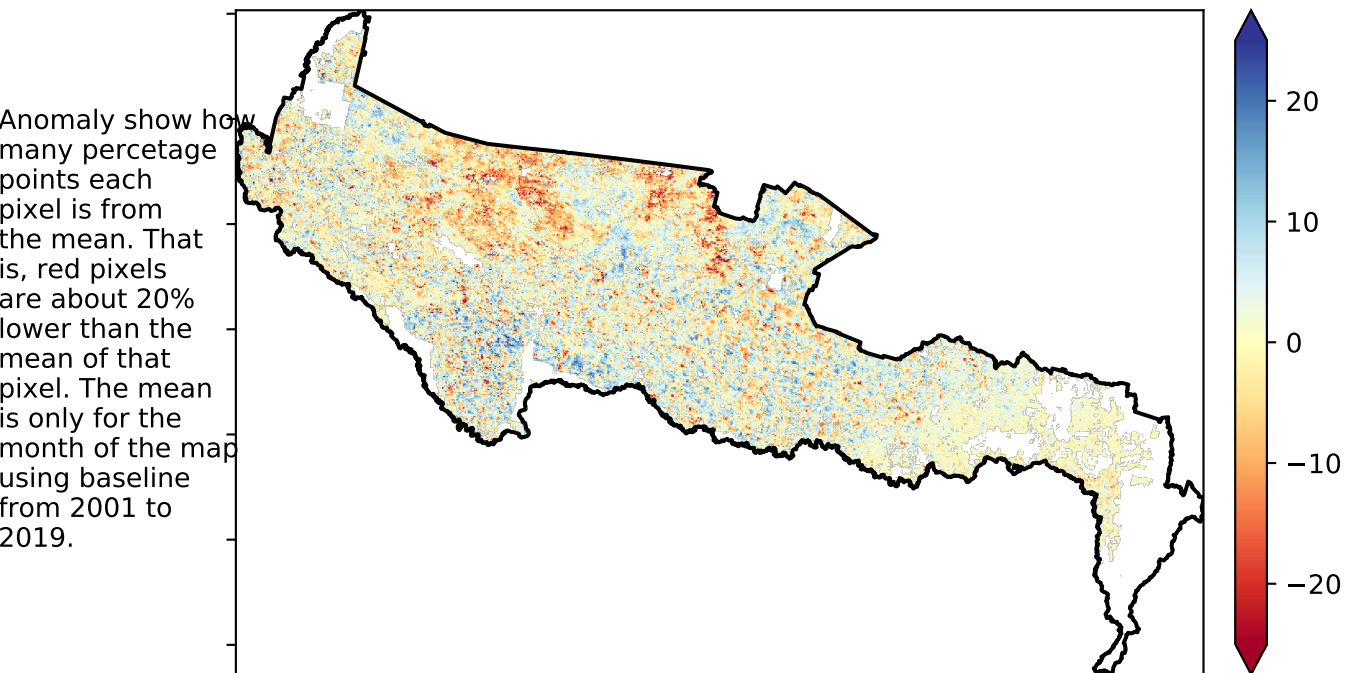 Anomaly show how
many percetage
points each
pixel is from
the mean. That
is, red pixels
are about 20%
lower than the
mean of that
pixel. The mean
is only for the
month of the map
using baseline
from 2001 to
2019.
20
10
0
−10
−20